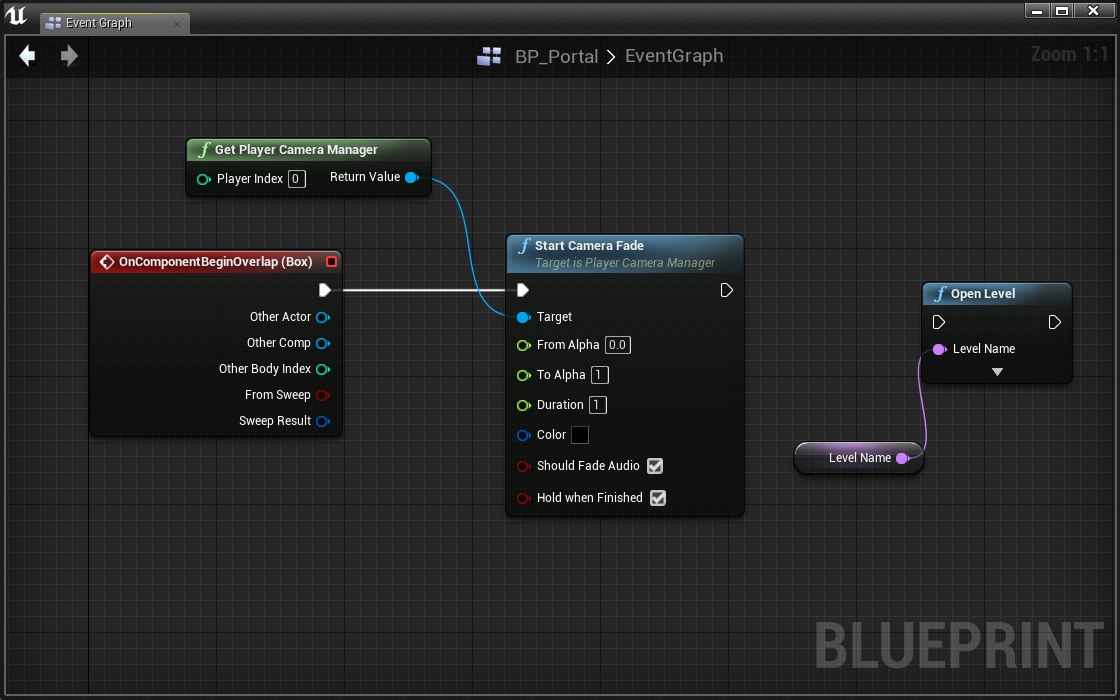 Event Graph
BP_Portal > EventGraph
Zoom 1:1
Get Player Camera Manager
Player Index 0
Return Value
OnComponentBeginOverlap (Box)
Other Actor
Other Comp
Other Body Index
From Sweep
Sweep Result
Start Camera Fade
Target is Player Camera Manager
Target
From Alpha 0.0
To Alpha 1
Duration 1
Color
Should Fade Audio
Hold when Finished
Open Level
Level Name
Level Name
BLUEPRINT